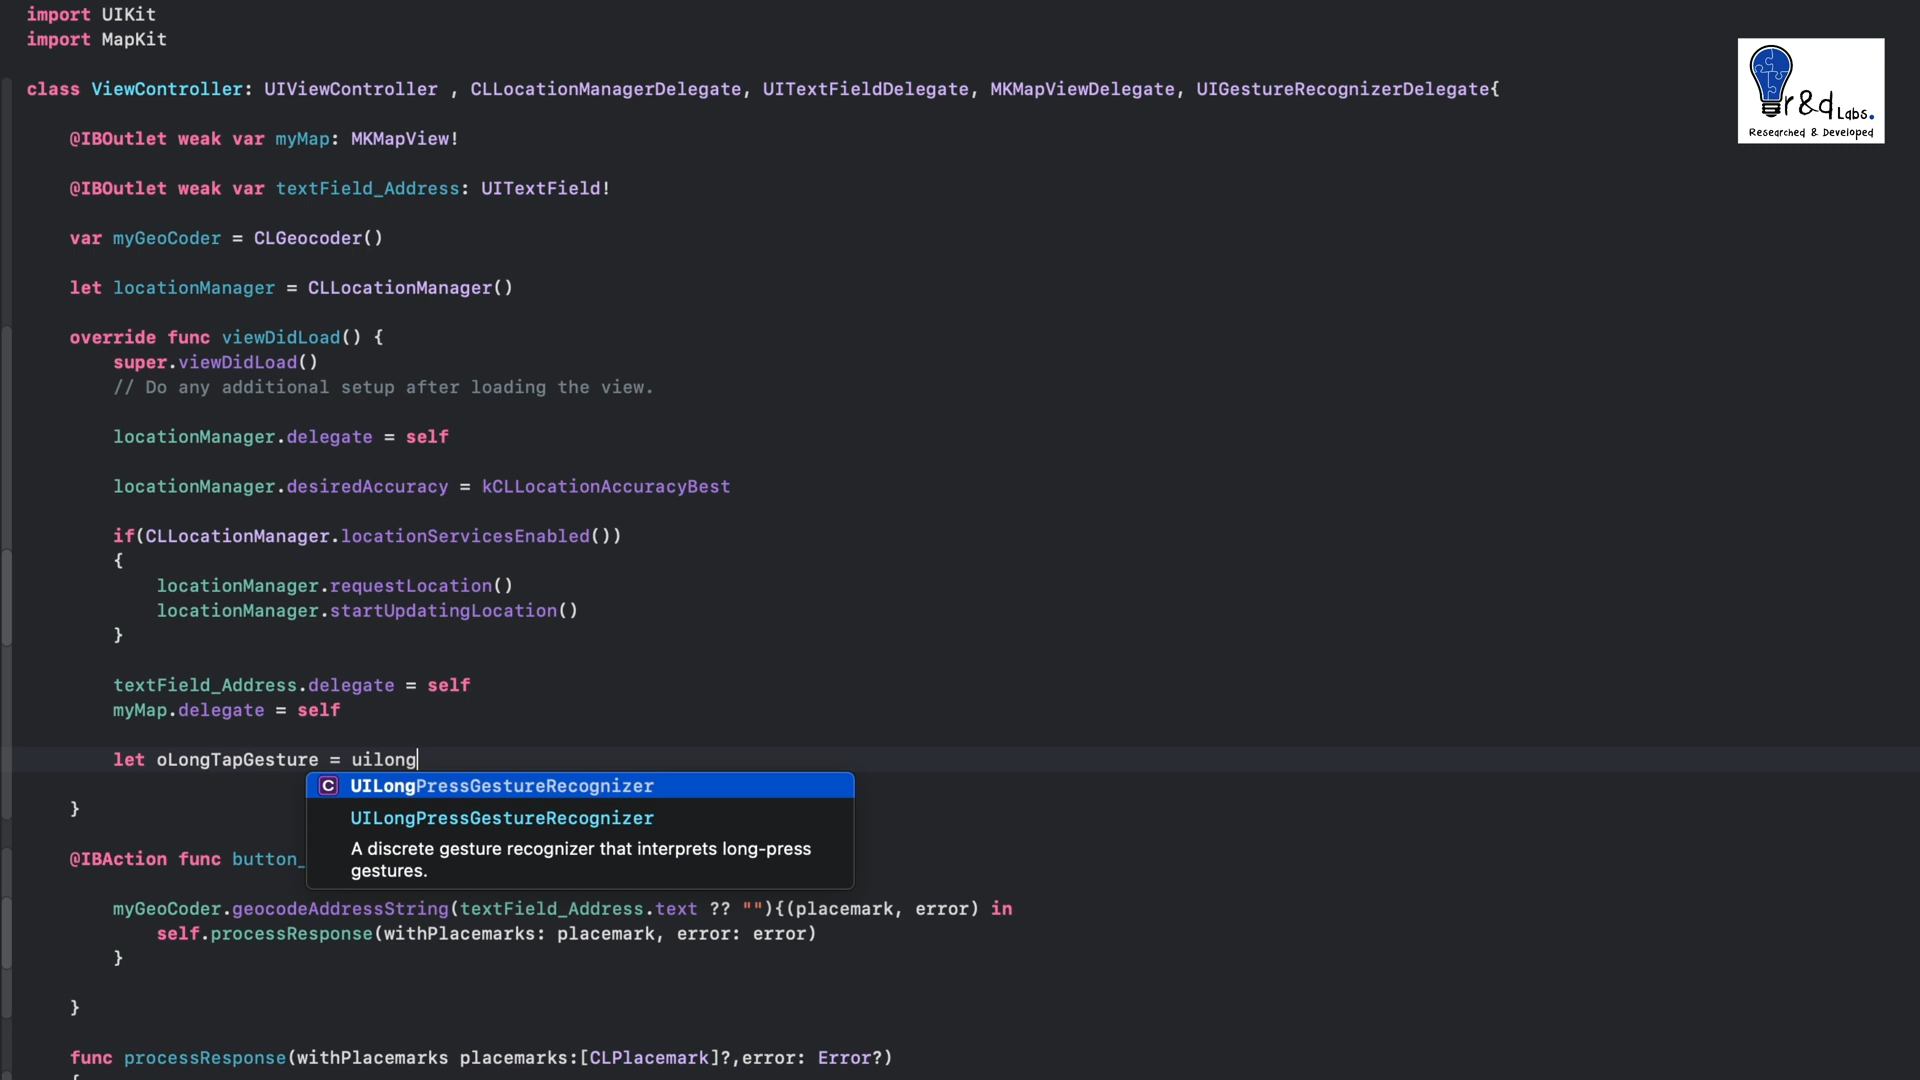 import UIKit
import MapKit
class ViewController: UIViewController , CLLocationManagerDelegate, UITextFieldDelegate, MKMapViewDelegate, UIGestureRecognizerDelegate{
@IBOutlet weak var myMap: MKMapView!
@IBOutlet weak var textField_Address: UITextField!
var myGeoCoder = CLGeocoder()
let locationManager = CLLocationManager()
override func viewDidLoad() {
super.viewDidLoad()
// Do any additional setup after loading the view.
locationManager.delegate = self
locationManager.desiredAccuracy = kCLLocationAccuracyBest
if(CLLocationManager.locationServicesEnabled())
{
locationManager.requestLocation()
locationManager.startUpdatingLocation()
}
textField_Address.delegate = self
myMap.delegate = self
let oLongTapGesture = uilong
C UILongPressGestureRecognizer
UILongPressGestureRecognizer
A discrete gesture recognizer that interprets long-press
gestures.
}
@IBAction func button_
myGeoCoder.geocodeAddressString(textField_Address.text ?? ""){(placemark, error) in
self.processResponse(withPlacemarks: placemark, error: error)
}
}
func processResponse(withPlacemarks placemarks:[CLPlacemark]?,error: Error?)
r&d Labs.
Researched & Developed